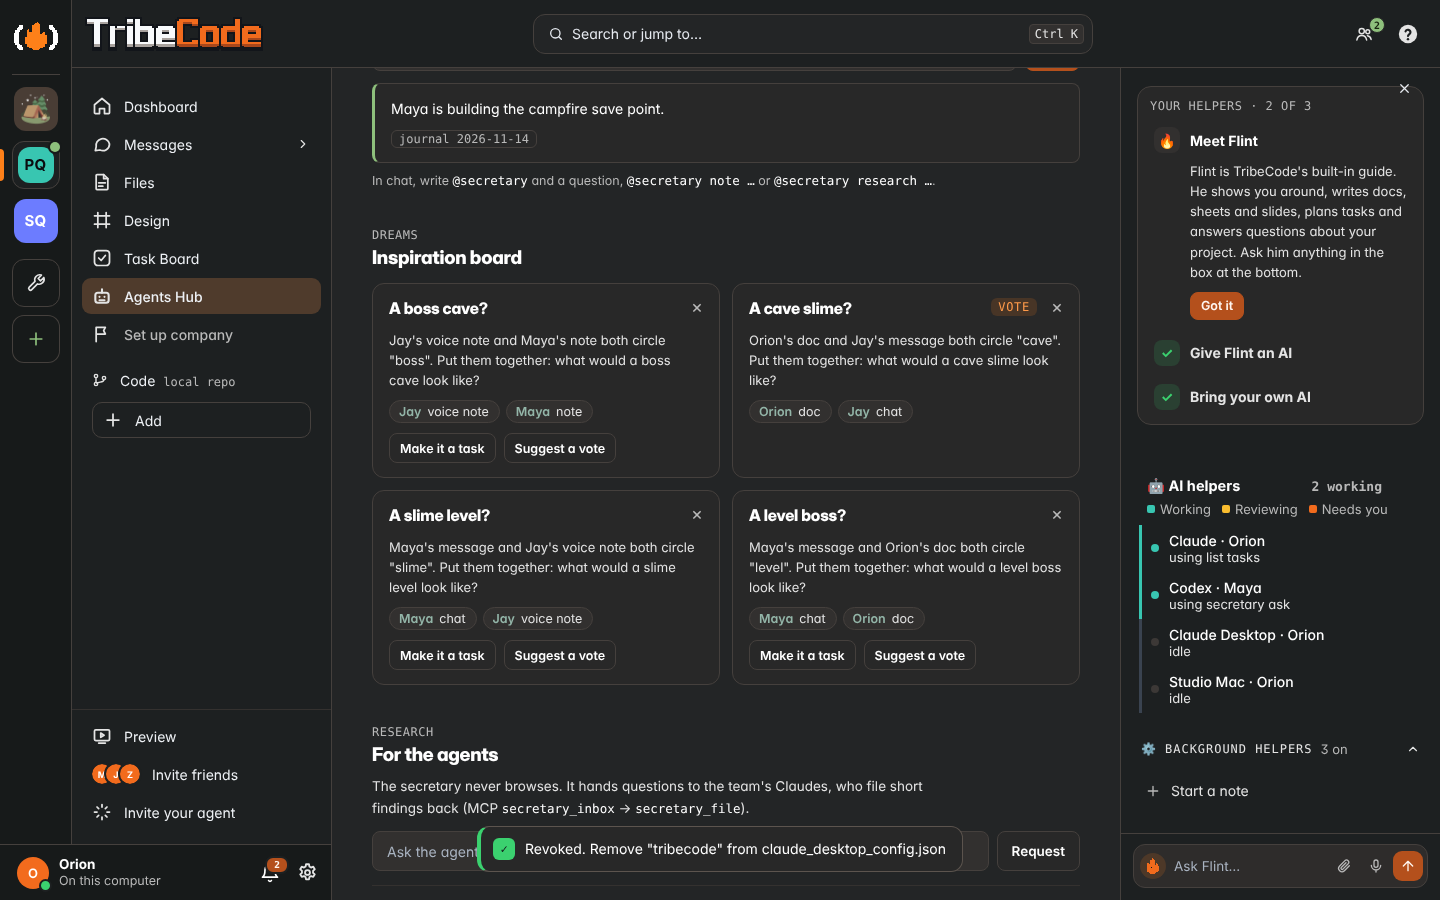 TribeCode
Search or jump to...
Ctrl K
2
PQ
SQ
Dashboard
Messages
Files
Design
Task Board
Agents Hub
Set up company
Code local repo
Add
Preview
Invite friends
Invite your agent
O
Orion
On this computer
2
Maya is building the campfire save point.
journal 2026-11-14
In chat, write @secretary and a question, @secretary note … or @secretary research ….
DREAMS
Inspiration board
A boss cave?
Jay's voice note and Maya's note both circle
"boss". Put them together: what would a boss
cave look like?
Jay voice note
Maya note
Make it a task
Suggest a vote
A cave slime?
VOTE
Orion's doc and Jay's message both circle "cave".
Put them together: what would a cave slime look
like?
Orion doc
Jay chat
A slime level?
Maya's message and Jay's voice note both circle
"slime". Put them together: what would a slime
level look like?
Maya chat
Jay voice note
Make it a task
Suggest a vote
A level boss?
Maya's message and Orion's doc both circle
"level". Put them together: what would a level boss
look like?
Maya chat
Orion doc
Make it a task
Suggest a vote
RESEARCH
For the agents
The secretary never browses. It hands questions to the team's Claudes, who file short
findings back (MCP secretary_inbox → secretary_file).
Ask the agent
Request
Revoked. Remove "tribecode" from claude_desktop_config.json
YOUR HELPERS · 2 OF 3
Meet Flint
Flint is TribeCode's built-in guide.
He shows you around, writes docs,
sheets and slides, plans tasks and
answers questions about your
project. Ask him anything in the
box at the bottom.
Got it
Give Flint an AI
Bring your own AI
AI helpers
2 working
Working
Reviewing
Needs you
Claude · Orion
using list tasks
Codex · Maya
using secretary ask
Claude Desktop · Orion
idle
Studio Mac · Orion
idle
BACKGROUND HELPERS 3 on
Start a note
Ask Flint...